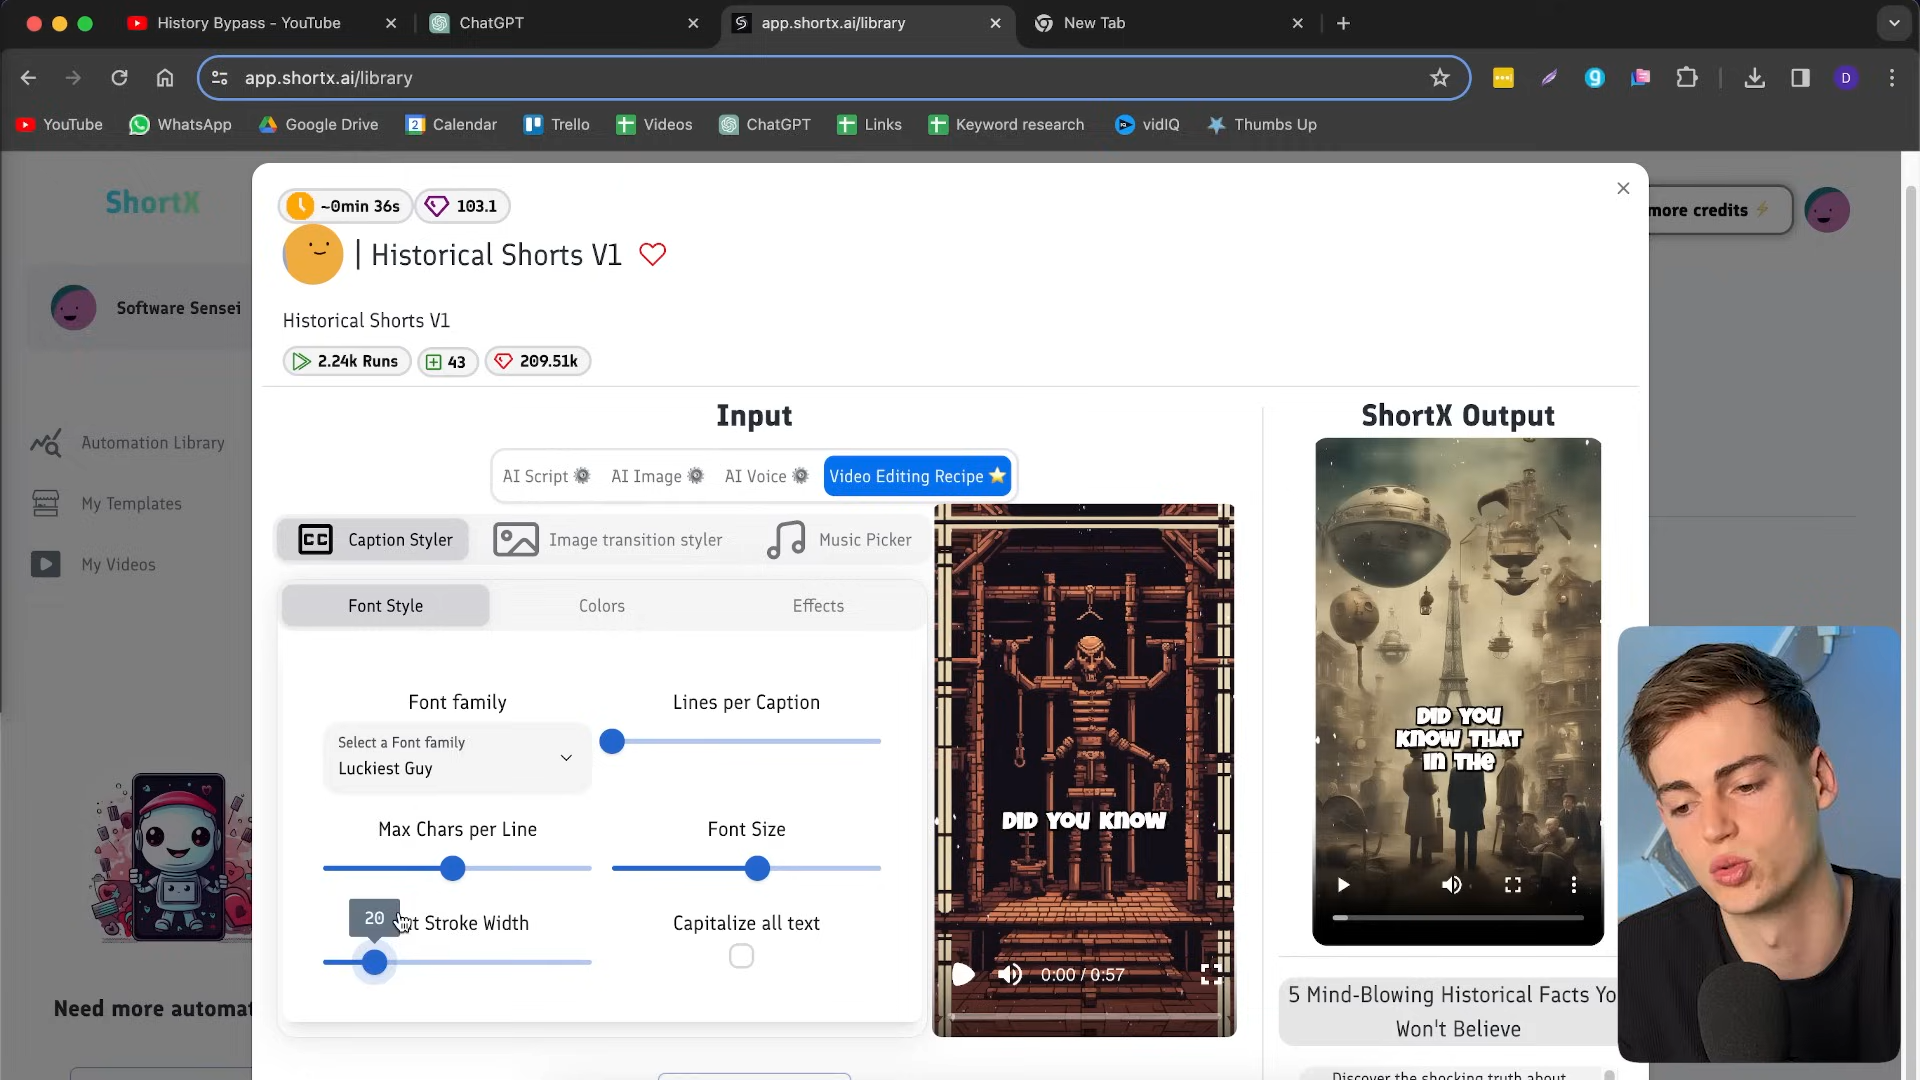 History Bypass - YouTube
ChatGPT
app.shortx.ai/library
New Tab
app.shortx.ai/library
D
YouTube
WhatsApp
Google Drive
Calendar
Trello
Videos
ChatGPT
Links
Keyword research
vidIQ
Thumbs Up
ShortX
Software Sensei
Automation Library
My Templates
My Videos
Need more automat
more credits
~0min 36s
103.1
| Historical Shorts V1
Historical Shorts V1
2.24k Runs
43
209.51k
Input
AI Script
AI Image
AI Voice
Video Editing Recipe
CC
Caption Styler
Image transition styler
Music Picker
Font Style
Colors
Effects
Font family
Select a Font family
Luckiest Guy
Lines per Caption
Max Chars per Line
Font Size
20
t Stroke Width
Capitalize all text
DID YOU KNOW
0:00 / 0:57
ShortX Output
DID YOU
KNOW THAT
IN THE
5 Mind-Blowing Historical Facts Yo
Won't Believe
Discover the shocking truth about